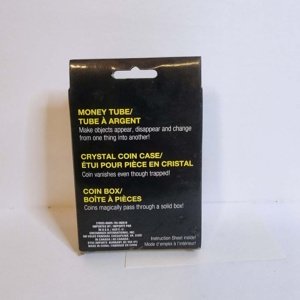 MONEY TUBE/
TUBE À ARGENT
Make objects appear, disappear and change
from one thing into another!
CRYSTAL COIN CASE/
ÉTUI POUR PIÈCE EN CRISTAL
Coin vanishes even though trapped!
COIN BOX/
BOÎTE À PIÈCES
Coins magically pass through a solid box!
Instruction Sheet inside/
Mode d'emploi à l'intérieur!